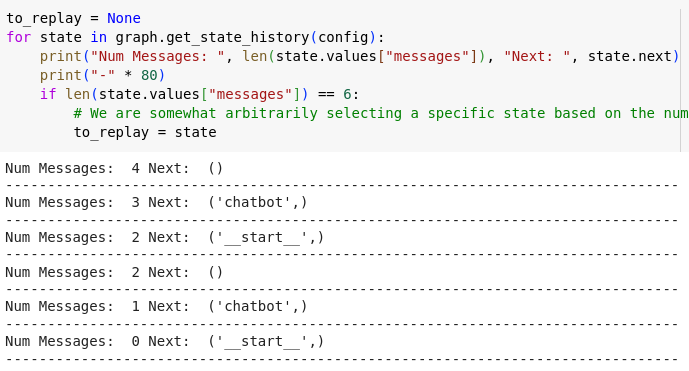 to_replay = None
for state in graph.get_state_history(config):
    print("Num Messages: ", len(state.values["messages"]), "Next: ", state.next)
    print("-" * 80)
    if len(state.values["messages"]) == 6:
        # We are somewhat arbitrarily selecting a specific state based on the num
        to_replay = state
Num Messages:  4 Next:  ()
--------------------------------------------------------------------------------
Num Messages:  3 Next:  ('chatbot',)
--------------------------------------------------------------------------------
Num Messages:  2 Next:  ('__start__',)
--------------------------------------------------------------------------------
Num Messages:  2 Next:  ()
--------------------------------------------------------------------------------
Num Messages:  1 Next:  ('chatbot',)
--------------------------------------------------------------------------------
Num Messages:  0 Next:  ('__start__',)
--------------------------------------------------------------------------------